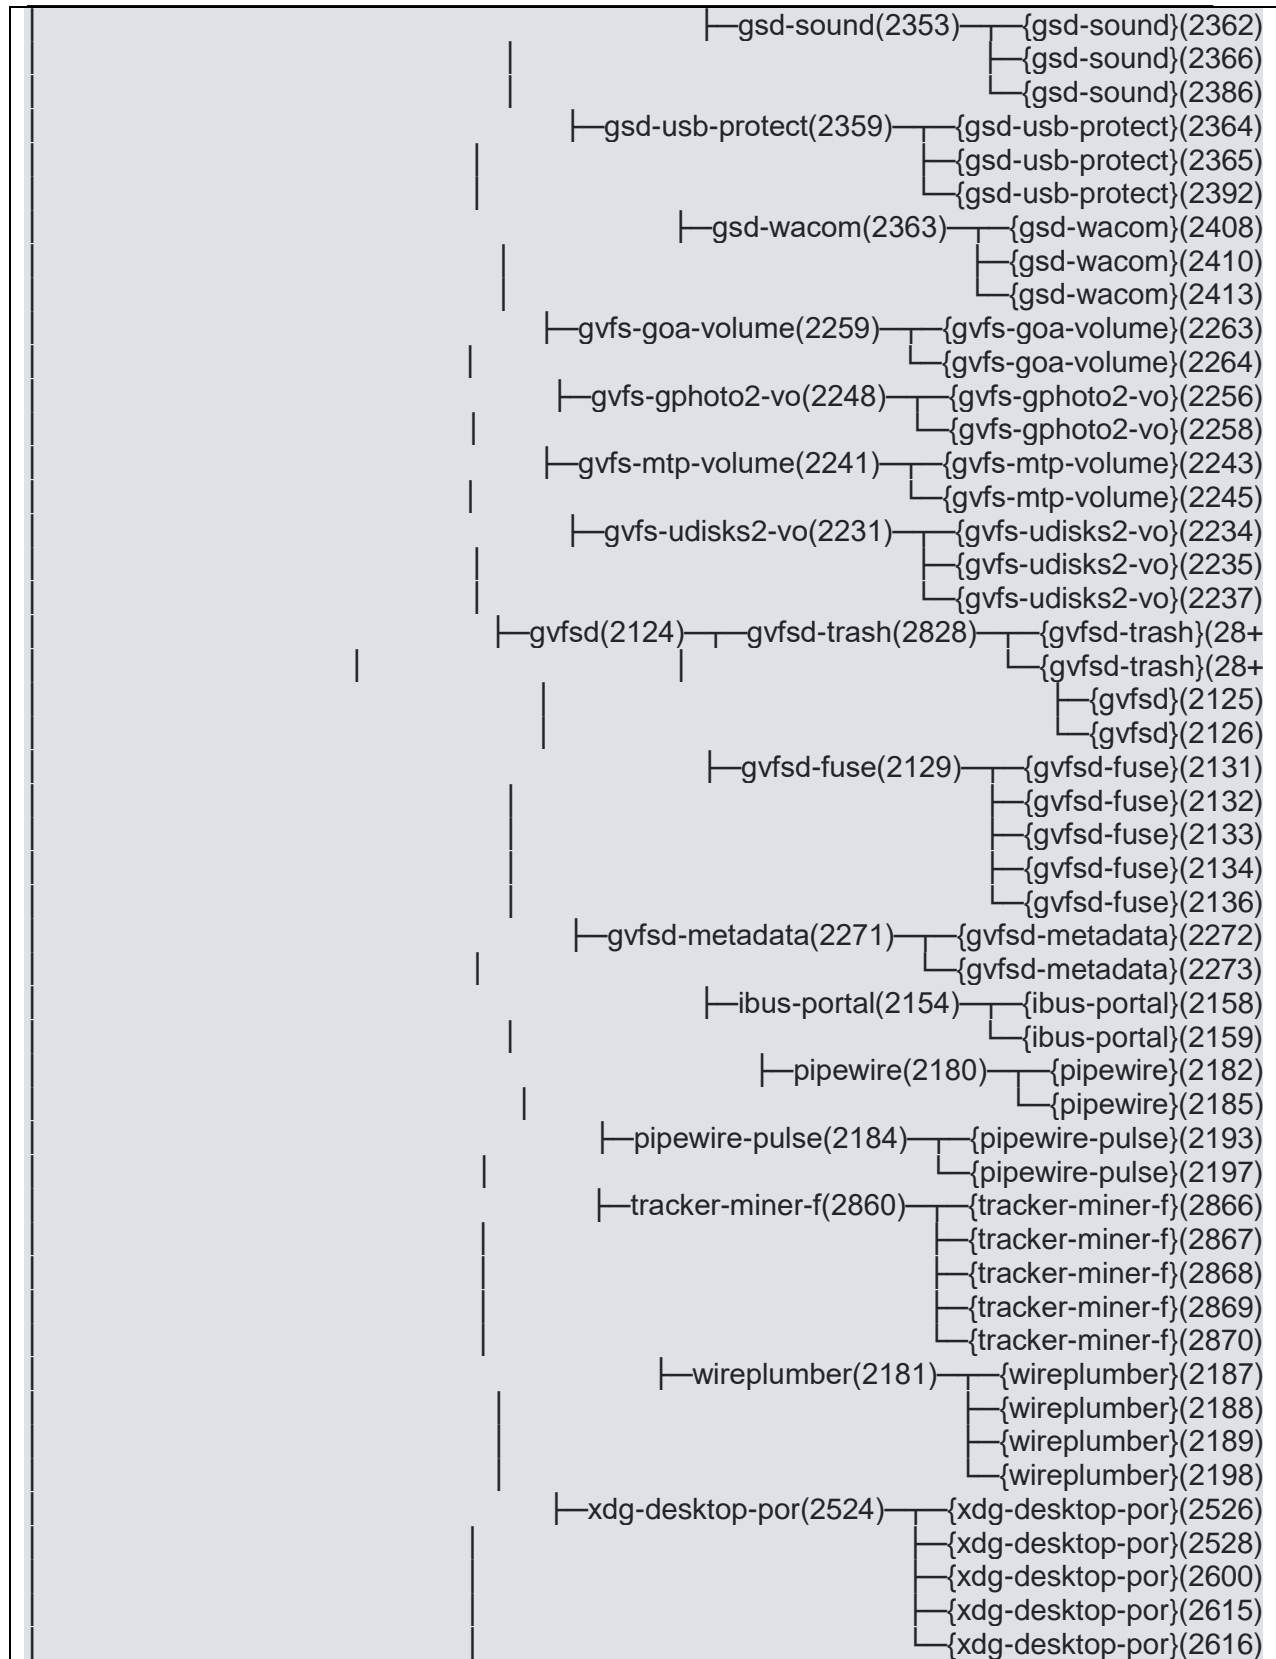 ├─gsd-sound(2353)─┬─{gsd-sound}(2362)
│ │ ├─{gsd-sound}(2366)
│ │ └─{gsd-sound}(2386)
│ ├─gsd-usb-protect(2359)─┬─{gsd-usb-protect}(2364)
│ │ ├─{gsd-usb-protect}(2365)
│ │ └─{gsd-usb-protect}(2392)
│ ├─gsd-wacom(2363)─┬─{gsd-wacom}(2408)
│ │ ├─{gsd-wacom}(2410)
│ │ └─{gsd-wacom}(2413)
│ ├─gvfs-goa-volume(2259)─┬─{gvfs-goa-volume}(2263)
│ │ └─{gvfs-goa-volume}(2264)
│ ├─gvfs-gphoto2-vo(2248)─┬─{gvfs-gphoto2-vo}(2256)
│ │ └─{gvfs-gphoto2-vo}(2258)
│ ├─gvfs-mtp-volume(2241)─┬─{gvfs-mtp-volume}(2243)
│ │ └─{gvfs-mtp-volume}(2245)
│ ├─gvfs-udisks2-vo(2231)─┬─{gvfs-udisks2-vo}(2234)
│ │ ├─{gvfs-udisks2-vo}(2235)
│ │ └─{gvfs-udisks2-vo}(2237)
│ ├─gvfsd(2124)─┬─gvfsd-trash(2828)─┬─{gvfsd-trash}(28+
│ │ │ └─{gvfsd-trash}(28+
│ │ ├─{gvfsd}(2125)
│ │ └─{gvfsd}(2126)
│ ├─gvfsd-fuse(2129)─┬─{gvfsd-fuse}(2131)
│ │ ├─{gvfsd-fuse}(2132)
│ │ ├─{gvfsd-fuse}(2133)
│ │ ├─{gvfsd-fuse}(2134)
│ │ └─{gvfsd-fuse}(2136)
│ ├─gvfsd-metadata(2271)─┬─{gvfsd-metadata}(2272)
│ │ └─{gvfsd-metadata}(2273)
│ ├─ibus-portal(2154)─┬─{ibus-portal}(2158)
│ │ └─{ibus-portal}(2159)
│ ├─pipewire(2180)─┬─{pipewire}(2182)
│ │ └─{pipewire}(2185)
│ ├─pipewire-pulse(2184)─┬─{pipewire-pulse}(2193)
│ │ └─{pipewire-pulse}(2197)
│ ├─tracker-miner-f(2860)─┬─{tracker-miner-f}(2866)
│ │ ├─{tracker-miner-f}(2867)
│ │ ├─{tracker-miner-f}(2868)
│ │ ├─{tracker-miner-f}(2869)
│ │ └─{tracker-miner-f}(2870)
│ ├─wireplumber(2181)─┬─{wireplumber}(2187)
│ │ ├─{wireplumber}(2188)
│ │ ├─{wireplumber}(2189)
│ │ └─{wireplumber}(2198)
│ ├─xdg-desktop-por(2524)─┬─{xdg-desktop-por}(2526)
│ │ ├─{xdg-desktop-por}(2528)
│ │ ├─{xdg-desktop-por}(2600)
│ │ ├─{xdg-desktop-por}(2615)
│ │ └─{xdg-desktop-por}(2616)